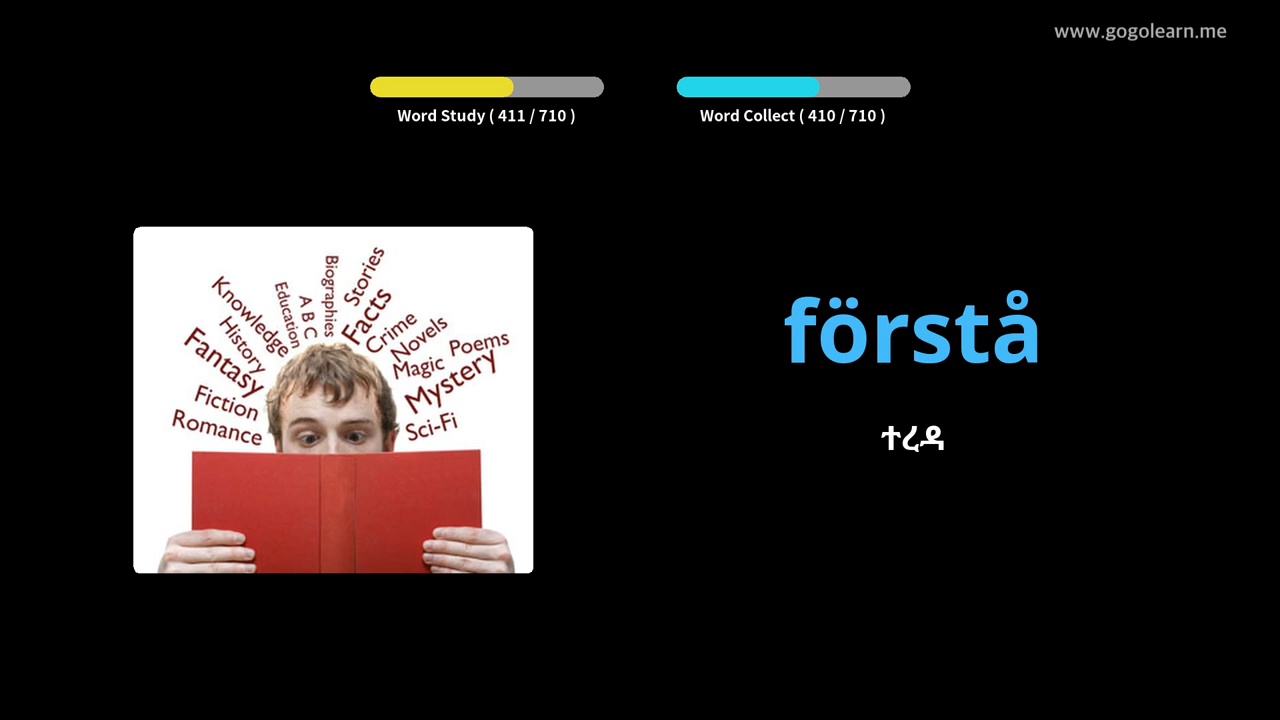 www.gogolearn.me
Word Study ( 411 / 710 )
Word Collect ( 410 / 710 )
Knowledge
History
Education
A B C
Biographies
Stories
Facts
Crime
Novels
Magic
Poems
Mystery
Sci-Fi
Fantasy
Fiction
Romance
förstå
ተረዳ